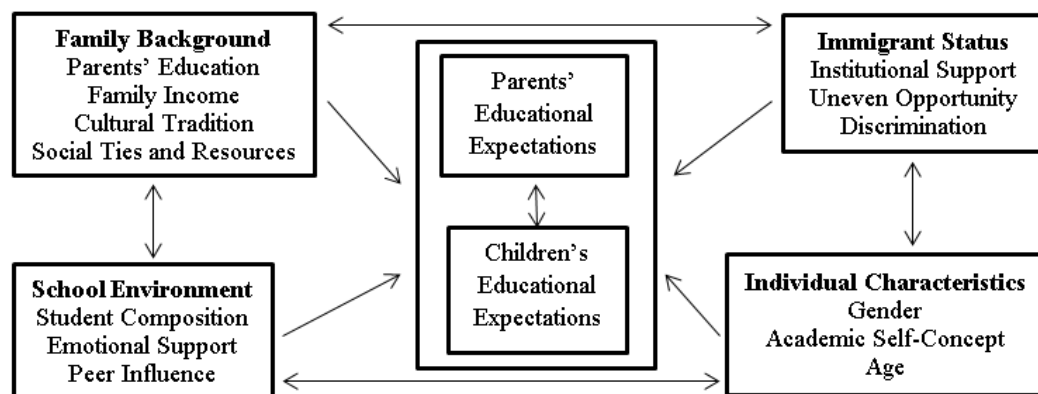 Family Background
Parents’ Education
Family Income
Cultural Tradition
Social Ties and Resources
Parents’
Educational
Expectations
Immigrant Status
Institutional Support
Uneven Opportunity
Discrimination
School Environment
Student Composition
Emotional Support
Peer Influence
Children’s
Educational
Expectations
Individual Characteristics
Gender
Academic Self-Concept
Age